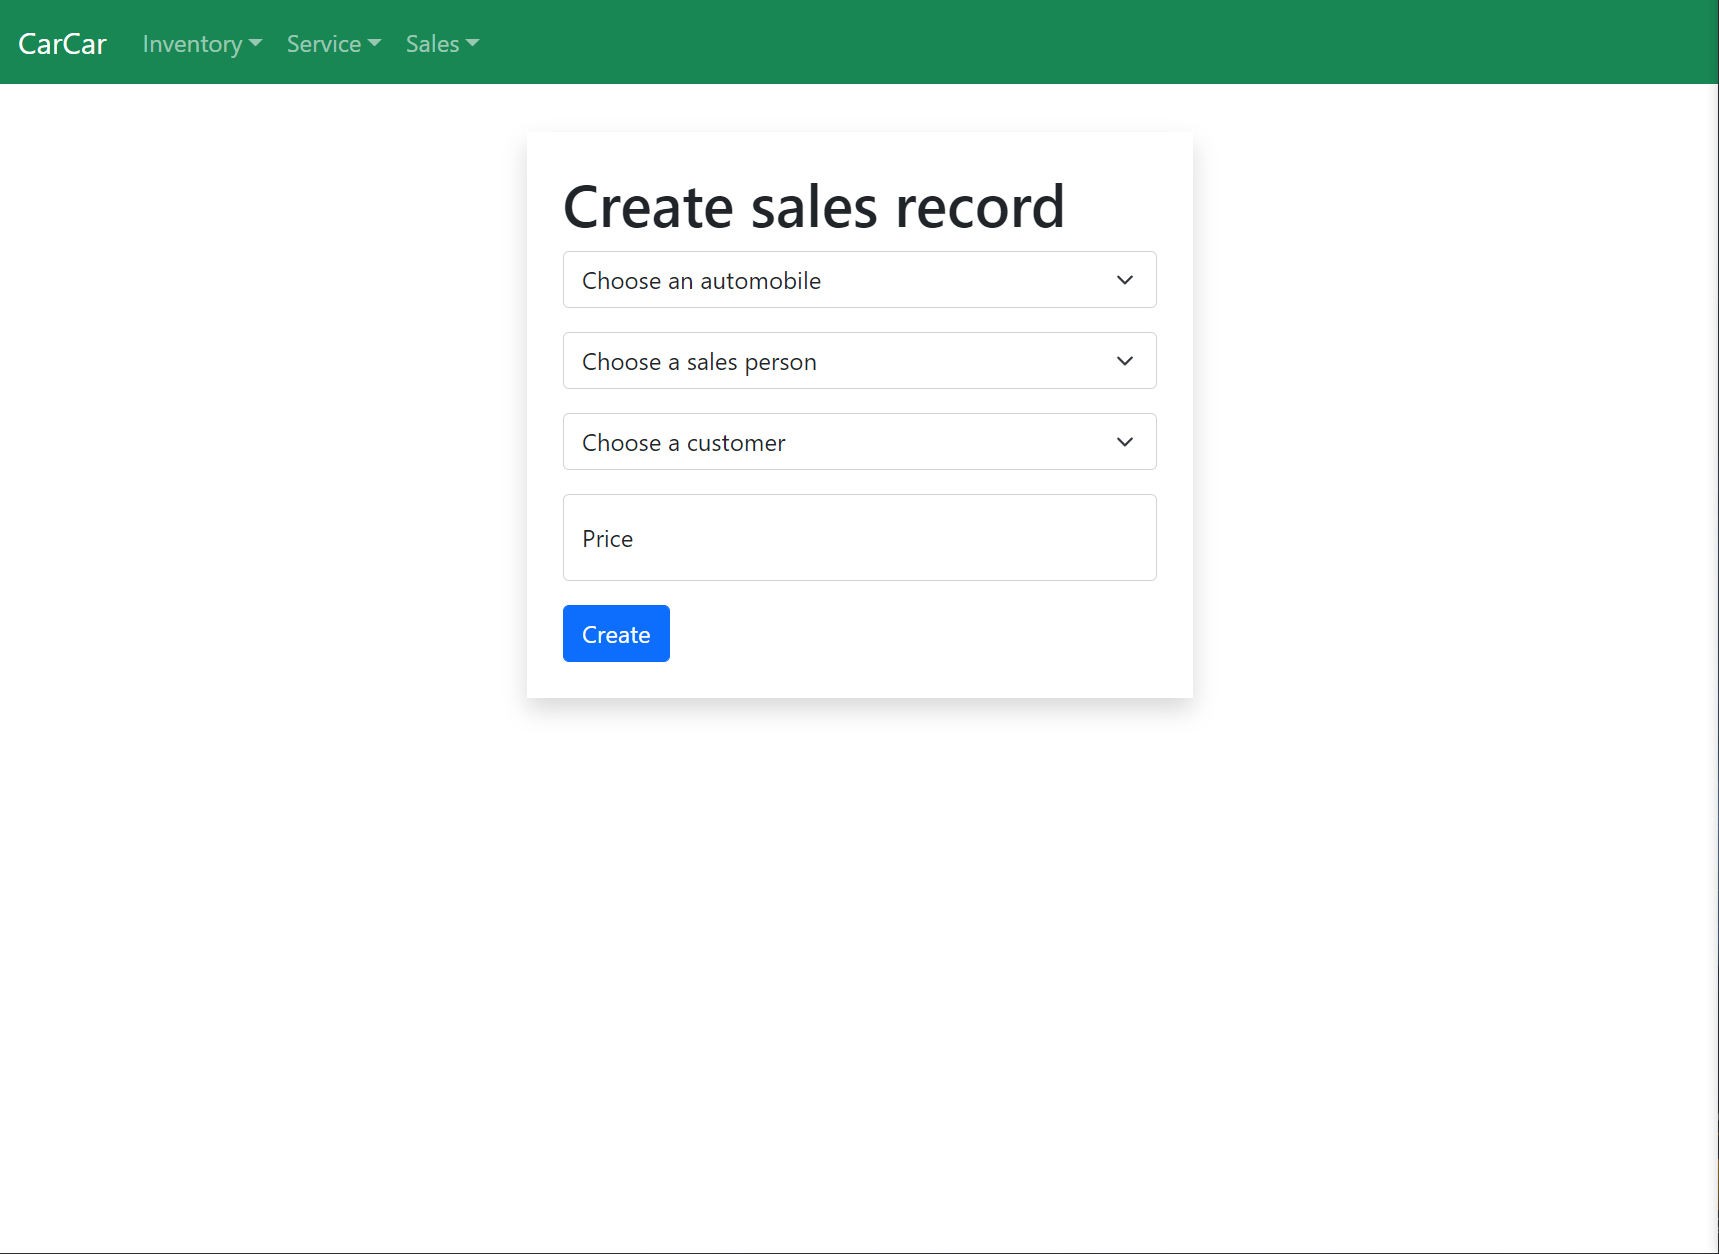 CarCar Inventory Service Sales
Create sales record
Choose an automobile
Choose a sales person
Choose a customer
Price
Create